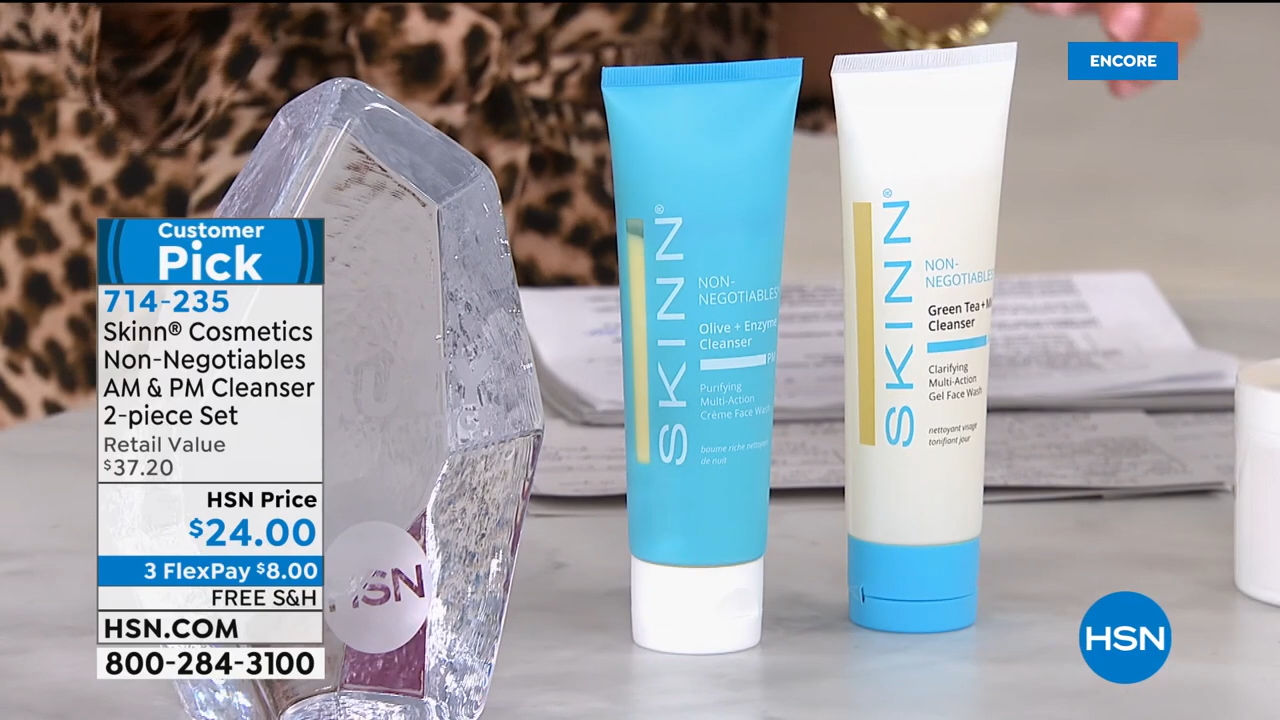 ENCORE
Customer
Pick
714-235
Skinn® Cosmetics
Non-Negotiables
AM & PM Cleanser
2-piece Set
Retail Value
$37.20
HSN Price
$24.00
3 FlexPay $8.00
FREE S&H
HSN.COM
800-284-3100
HSN
SKINN®
NON-
NEGOTIABLES
Olive + Enzyme
Cleanser
PM
Purifying
Multi-Action
Crème Face Wash
baume riche nettoyant
de nuit
SKINN®
NON-
NEGOTIABLES
Green Tea +
Cleanser
Clarifying
Multi-Action
Gel Face Wash
nettoyant visage
tonifiant jour
HSN